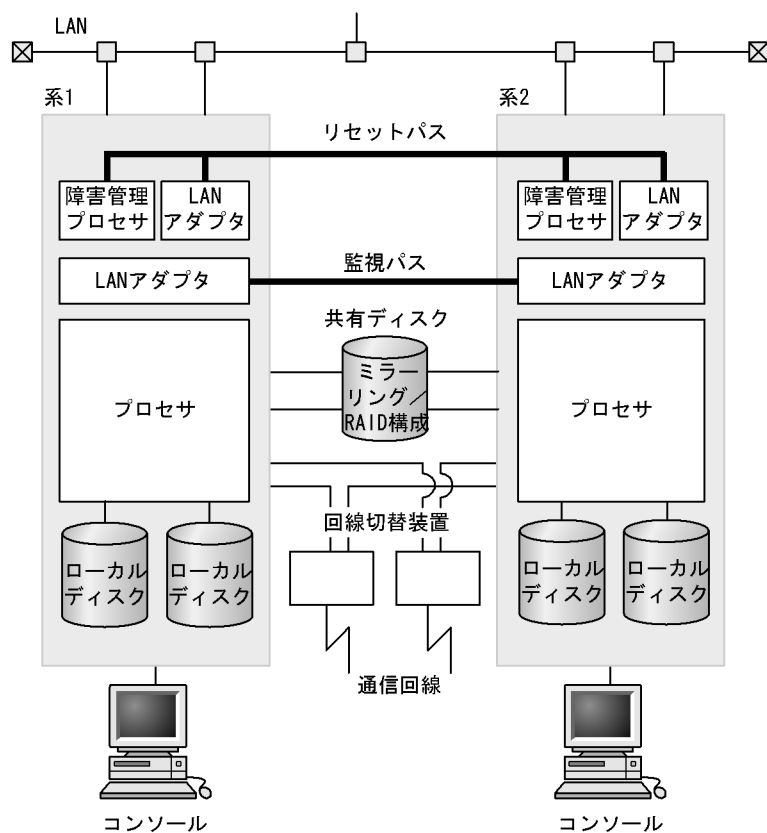 LAN
系1
系2
リセットパス
障害管理
プロセサ
LAN
アダプタ
障害管理
プロセサ
LAN
アダプタ
監視パス
LANアダプタ
LANアダプタ
共有ディスク
ミラー
リング／
RAID構成
プロセサ
プロセサ
回線切替装置
ローカル
ディスク
ローカル
ディスク
ローカル
ディスク
ローカル
ディスク
通信回線
コンソール
コンソール